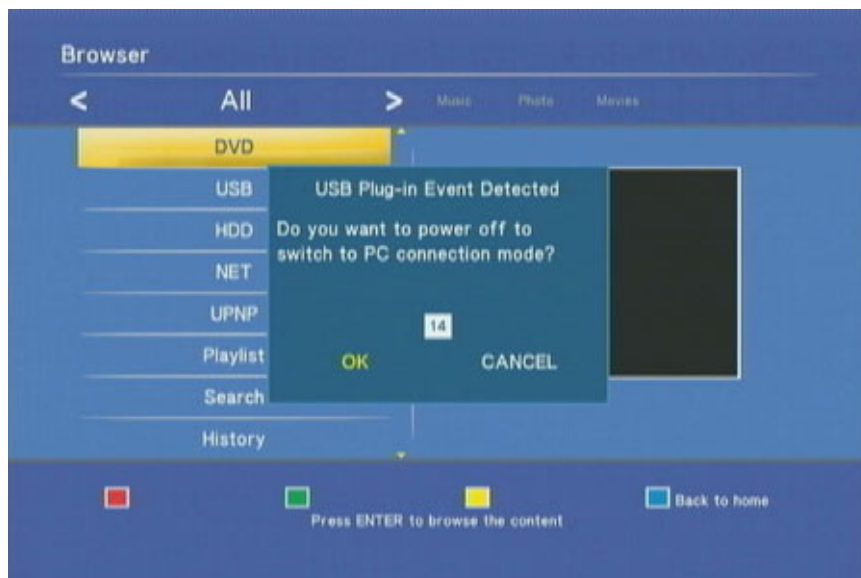 Browser
< All > Music Photo Movies
DVD
USB
HDD
NET
UPNP
Playlist
Search
History
USB Plug-in Event Detected
Do you want to power off to
switch to PC connection mode?
14
OK CANCEL
Back to home
Press ENTER to browse the content